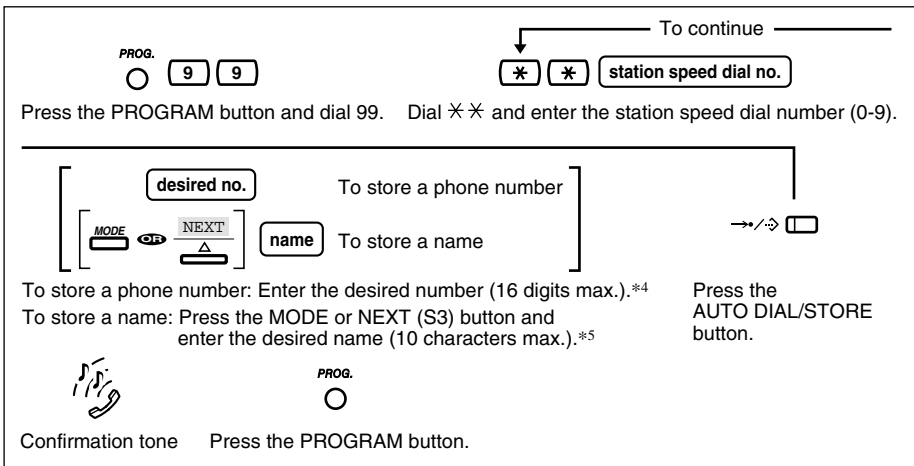 To continue
PROG.
9 9
* * station speed dial no.
Press the PROGRAM button and dial 99.
Dial ** and enter the station speed dial number (0-9).
desired no. To store a phone number
MODE OR NEXT name To store a name
To store a phone number: Enter the desired number (16 digits max.).*4
To store a name: Press the MODE or NEXT (S3) button and
enter the desired name (10 characters max.).*5
Press the
AUTO DIAL/STORE
button.
PROG.
Confirmation tone
Press the PROGRAM button.